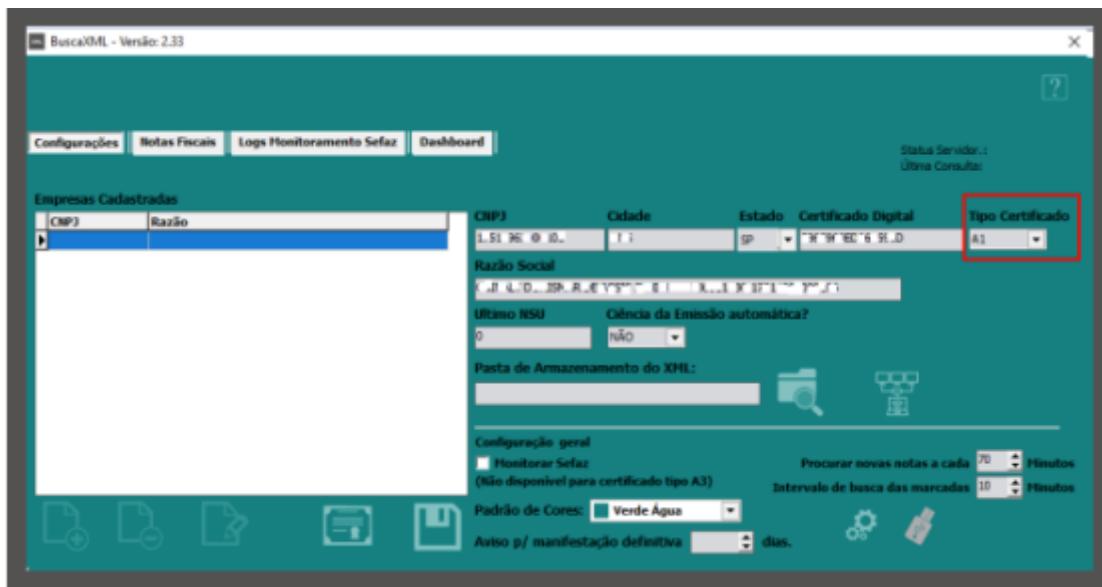 BuscaXML - Versão: 2.33
?
Configurações Notas Fiscais Logs Monitoramento Sefaz Dashboard
Status Servidor.:
Última Consulta:
Empresas Cadastradas
CNPJ Razão
CNPJ Cidade Estado Certificado Digital Tipo Certificado
SP A1
Razão Social
Ultimo NSU Ciência da Emissão automática?
0 NÃO
Pasta de Armazenamento do XML:
Configuração geral
Monitorar Sefaz
(Não disponivel para certificado tipo A3)
Procurar novas notas a cada 70 Minutos
Intervalo de busca das marcadas 10 Minutos
Padrão de Cores: Verde Água
Aviso p/ manifestação definitiva dias.